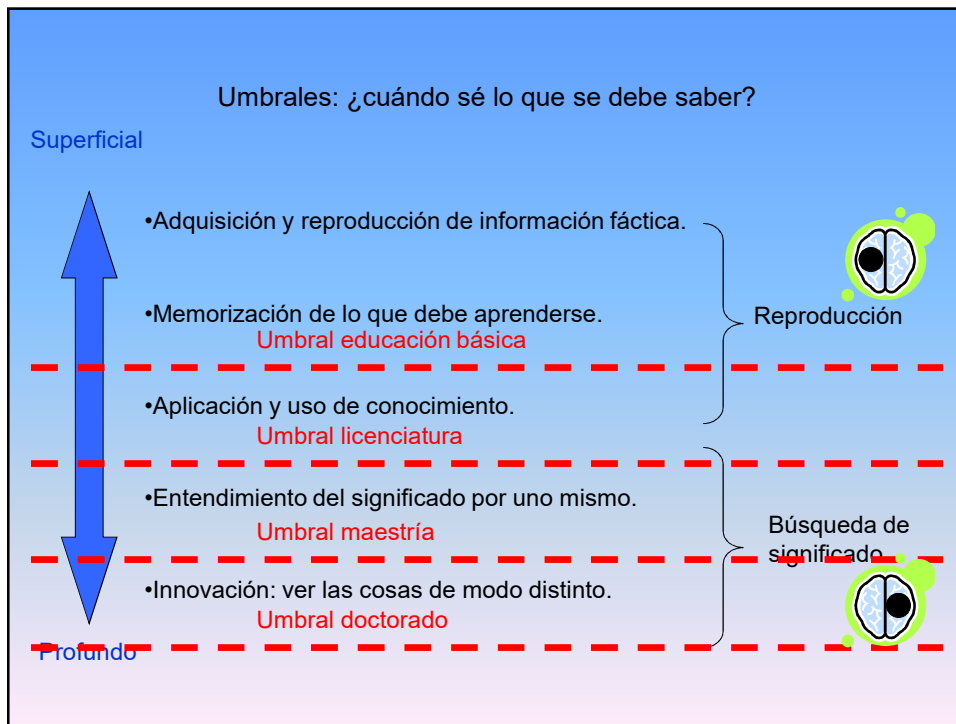 Umbrales: ¿cuándo sé lo que se debe saber?
Superficial
•Adquisición y reproducción de información fáctica.
•Memorización de lo que debe aprenderse.
Reproducción
Umbral educación básica
•Aplicación y uso de conocimiento.
Umbral licenciatura
•Entendimiento del significado por uno mismo.
Umbral maestría
Búsqueda de
significado
•Innovación: ver las cosas de modo distinto.
Umbral doctorado
Profundo